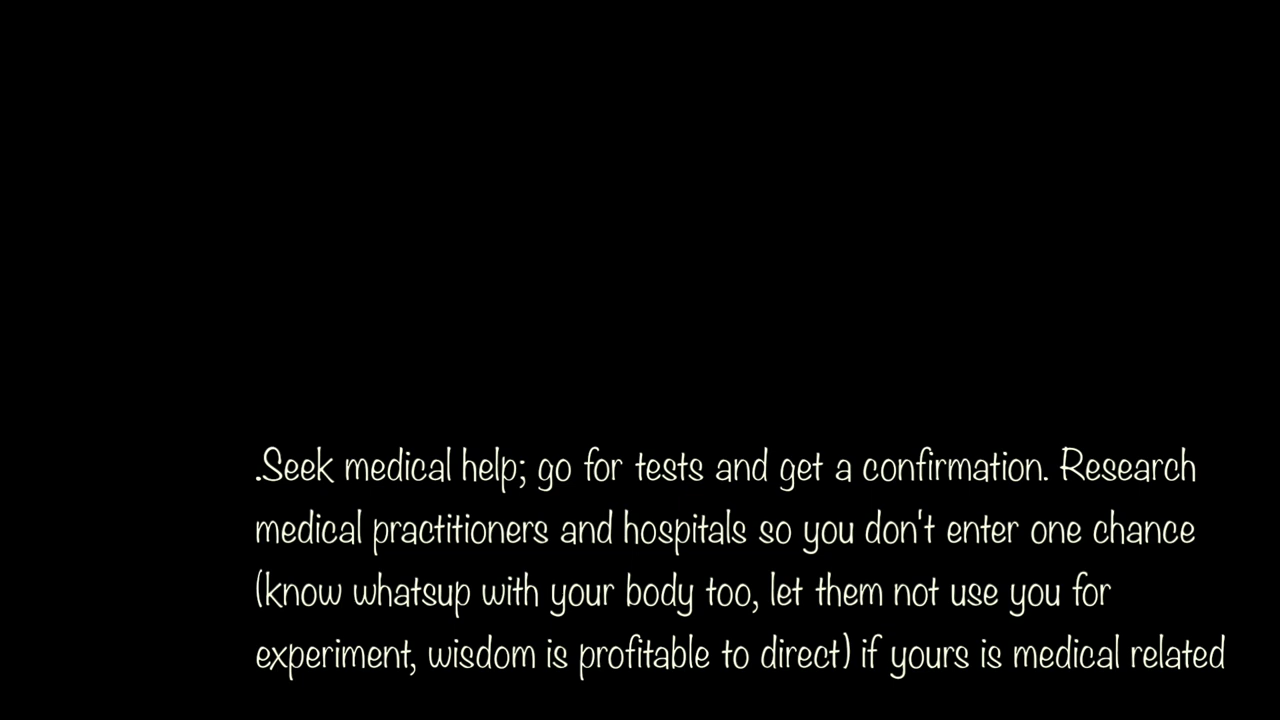 .Seek medical help; go for tests and get a confirmation. Research
medical practitioners and hospitals so you don't enter one chance
(know whatsup with your body too, let them not use you for
experiment, wisdom is profitable to direct) if yours is medical related